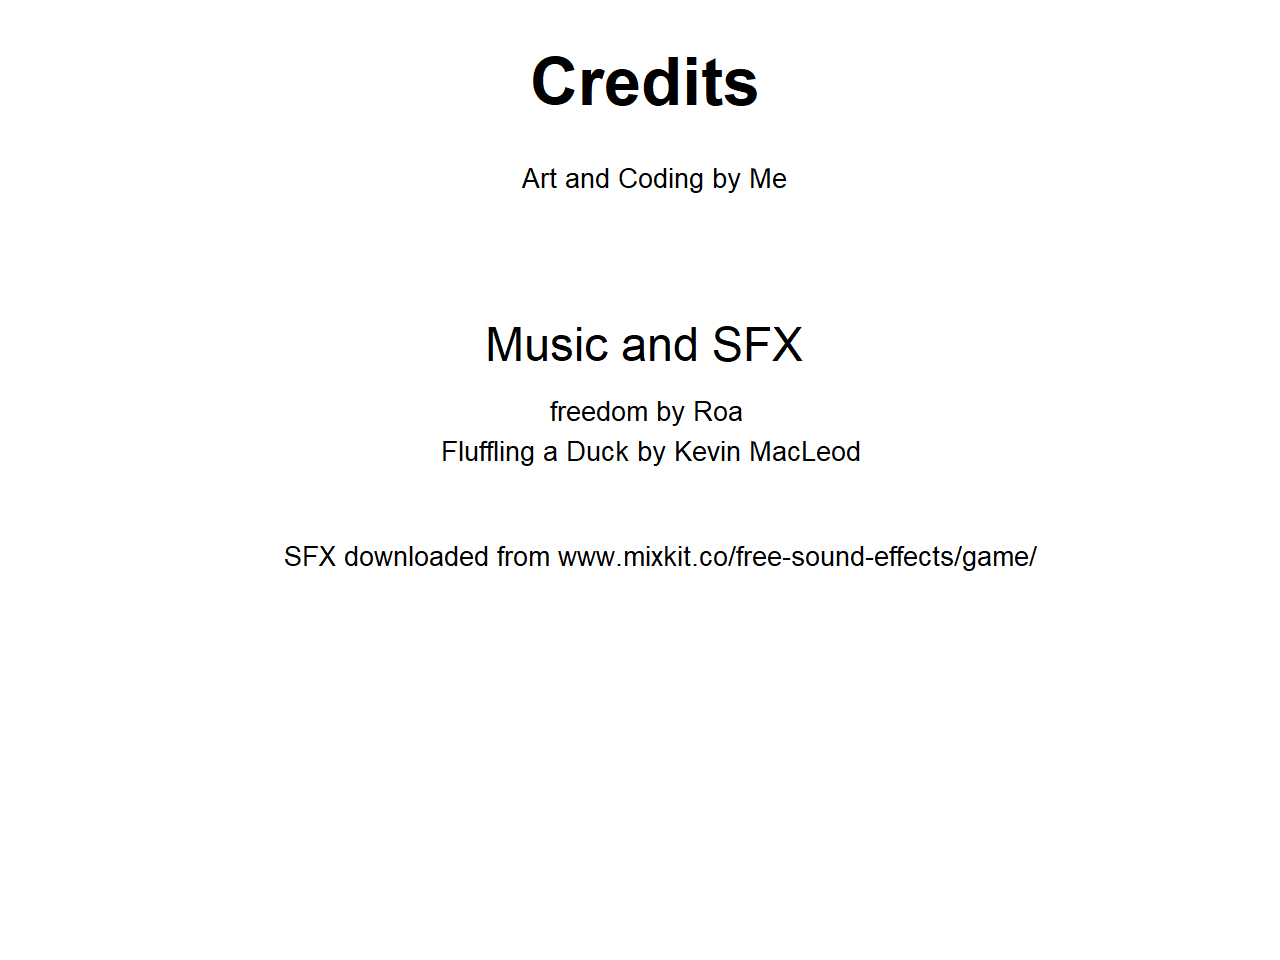 Credits
Art and Coding by Me
Music and SFX
freedom by Roa
Fluffling a Duck by Kevin MacLeod
SFX downloaded from www.mixkit.co/free-sound-effects/game/